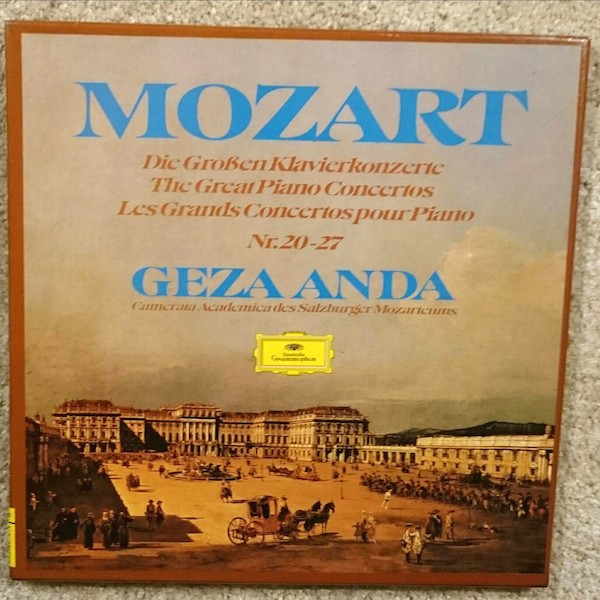 MOZART
Die Großen Klavierkonzerte
The Great Piano Concertos
Les Grands Concertos pour Piano
Nr. 20-27
GEZA ANDA
Camerata Academica des Salzburger Mozarteums
Deutsche
Grammophon